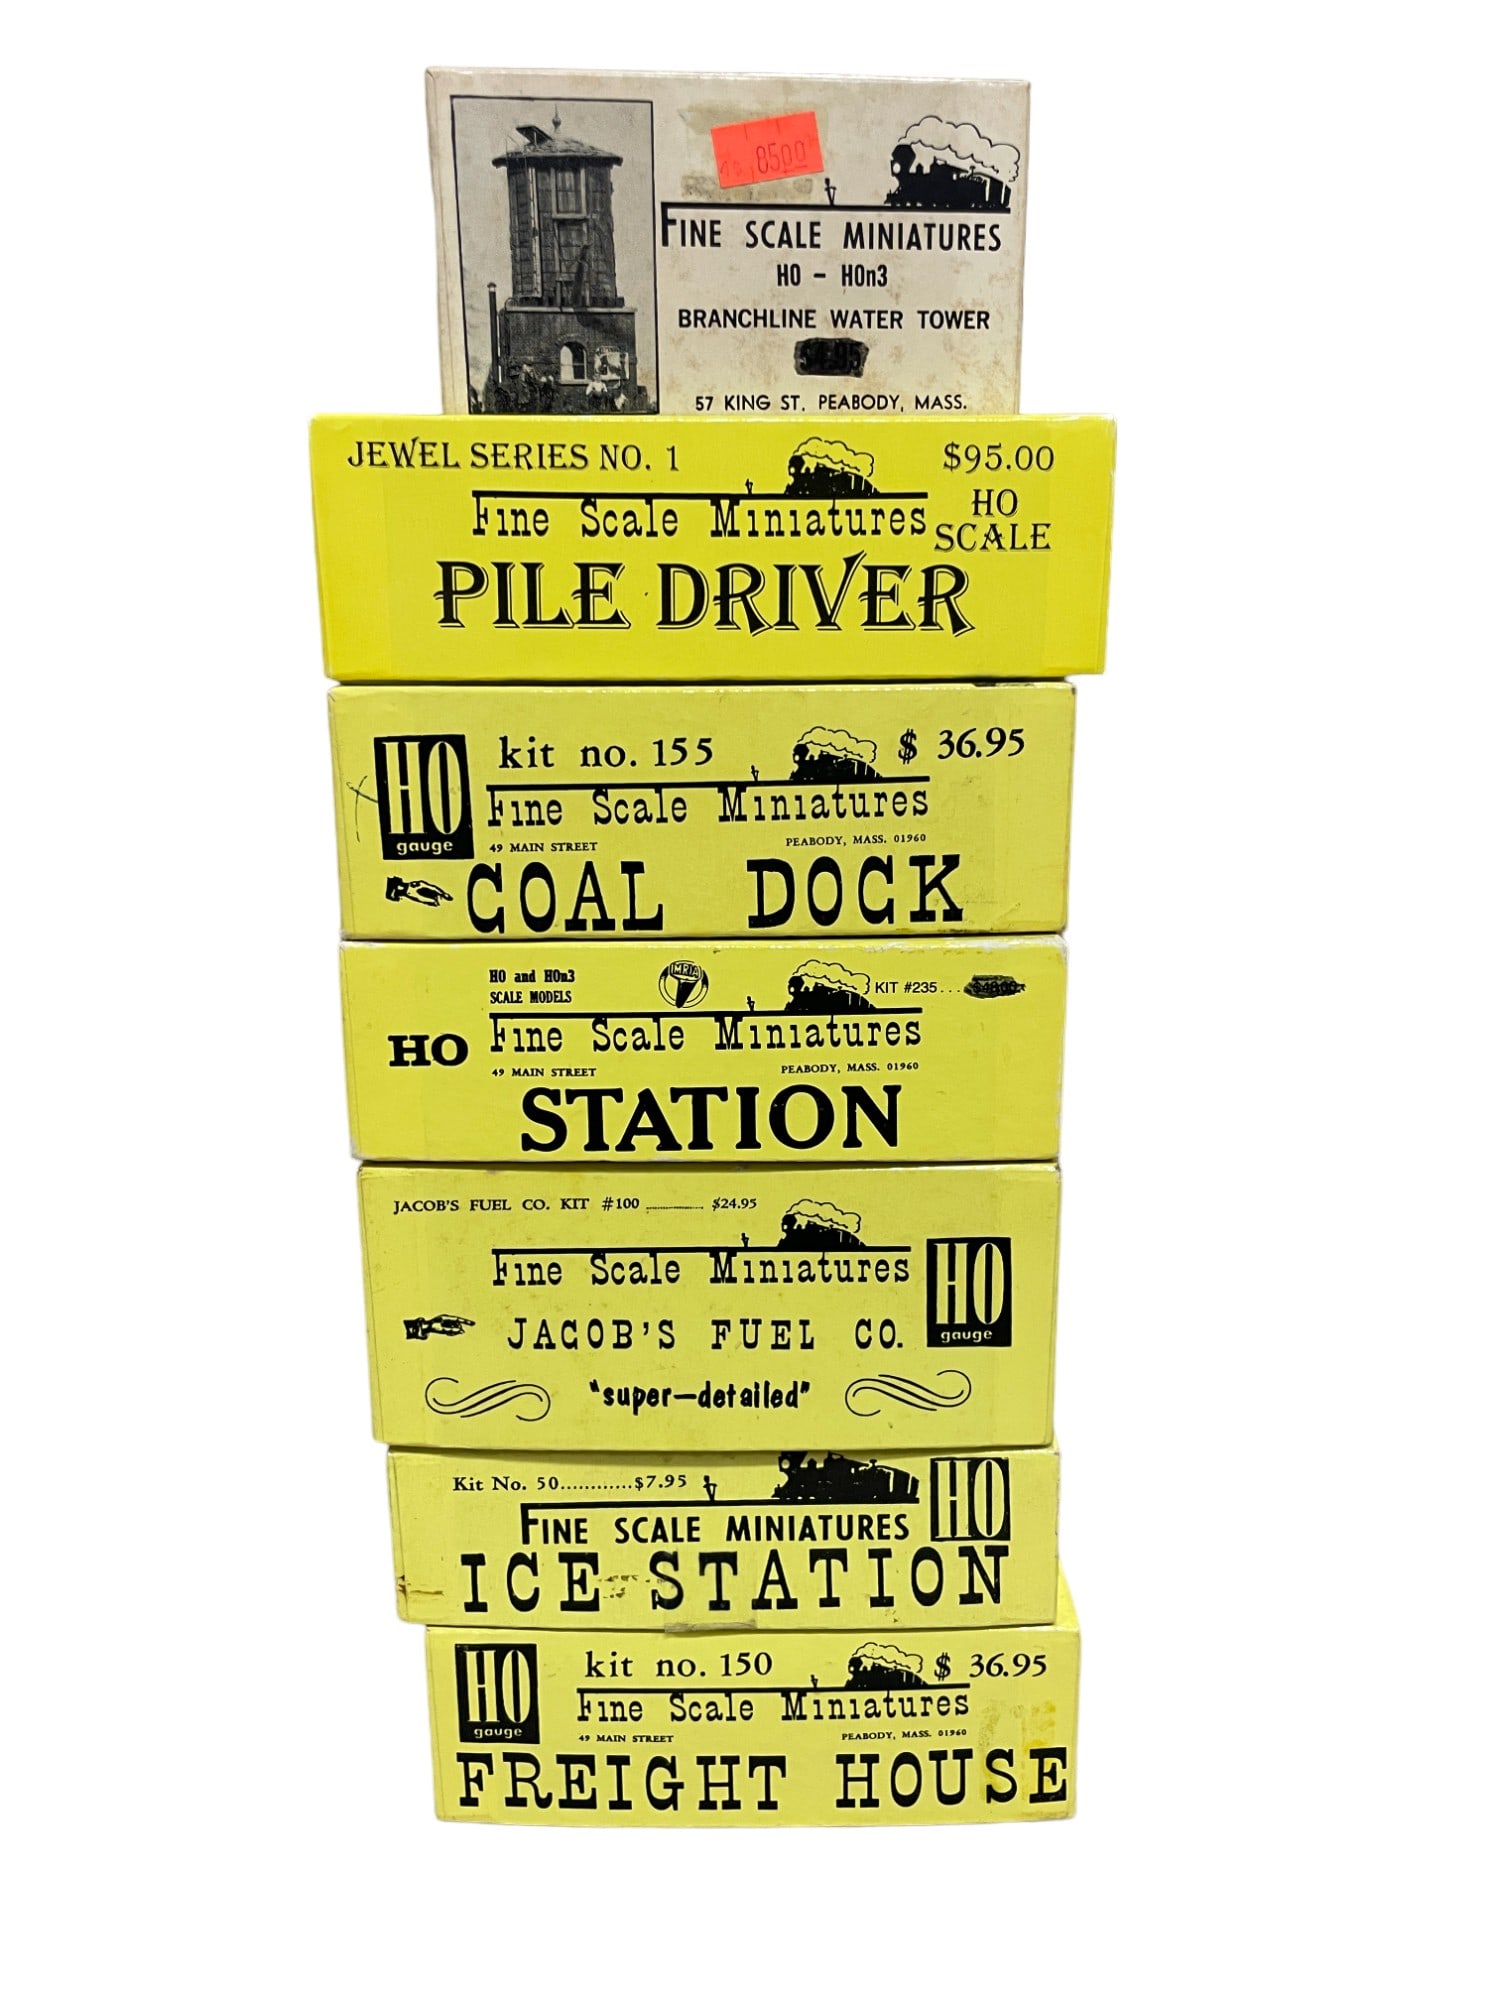 8500
FINE SCALE MINIATURES
HO - HOn3
BRANCHLINE WATER TOWER
$4.95
57 KING ST. PEABODY, MASS.
JEWEL SERIES NO. 1
$95.00
HO
SCALE
Fine Scale Miniatures
PILE DRIVER
HO
gauge
kit no. 155
$ 36.95
Fine Scale Miniatures
49 MAIN STREET
PEABODY, MASS. 01960
COAL DOCK
HO and HOn3
SCALE MODELS
MRIA
KIT #235...
HO
Fine Scale Miniatures
49 MAIN STREET
PEABODY, MASS. 01960
STATION
JACOB'S FUEL CO. KIT #100 ........... $24.95
Fine Scale Miniatures
HO
gauge
JACOB'S FUEL CO.
"super-detailed"
Kit No. 50............$7.95
HO
FINE SCALE MINIATURES
ICE STATION
HO
gauge
kit no. 150
$ 36.95
Fine Scale Miniatures
49 MAIN STREET
PEABODY, MASS. 01960
FREIGHT HOUSE